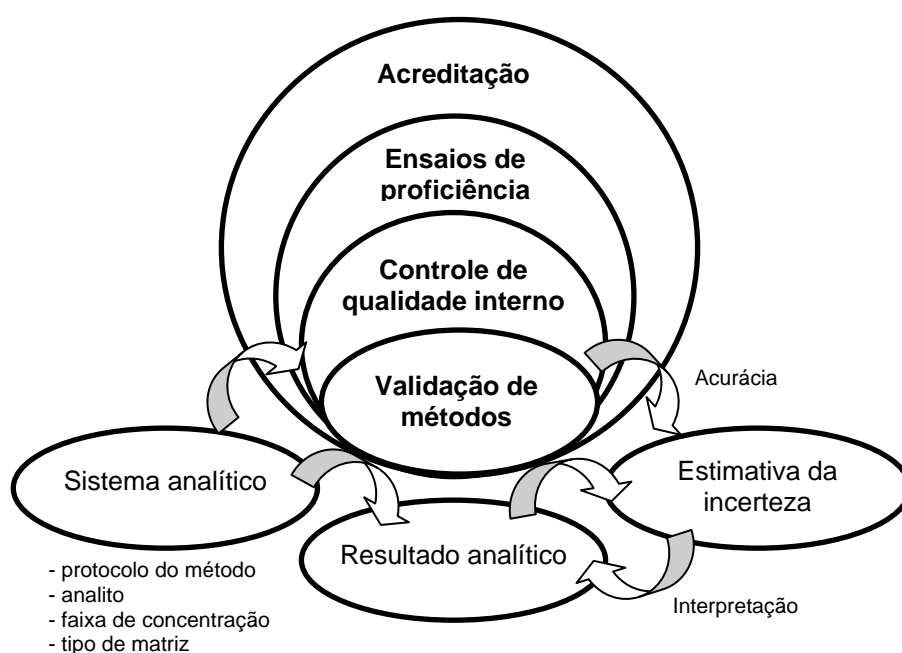 Acreditação
Ensaios de
proficiência
Controle de
qualidade interno
Validação de
métodos
Acurácia
Sistema analítico
Estimativa da
incerteza
Resultado analítico
- protocolo do método
- analito
- faixa de concentração
- tipo de matriz
Interpretação